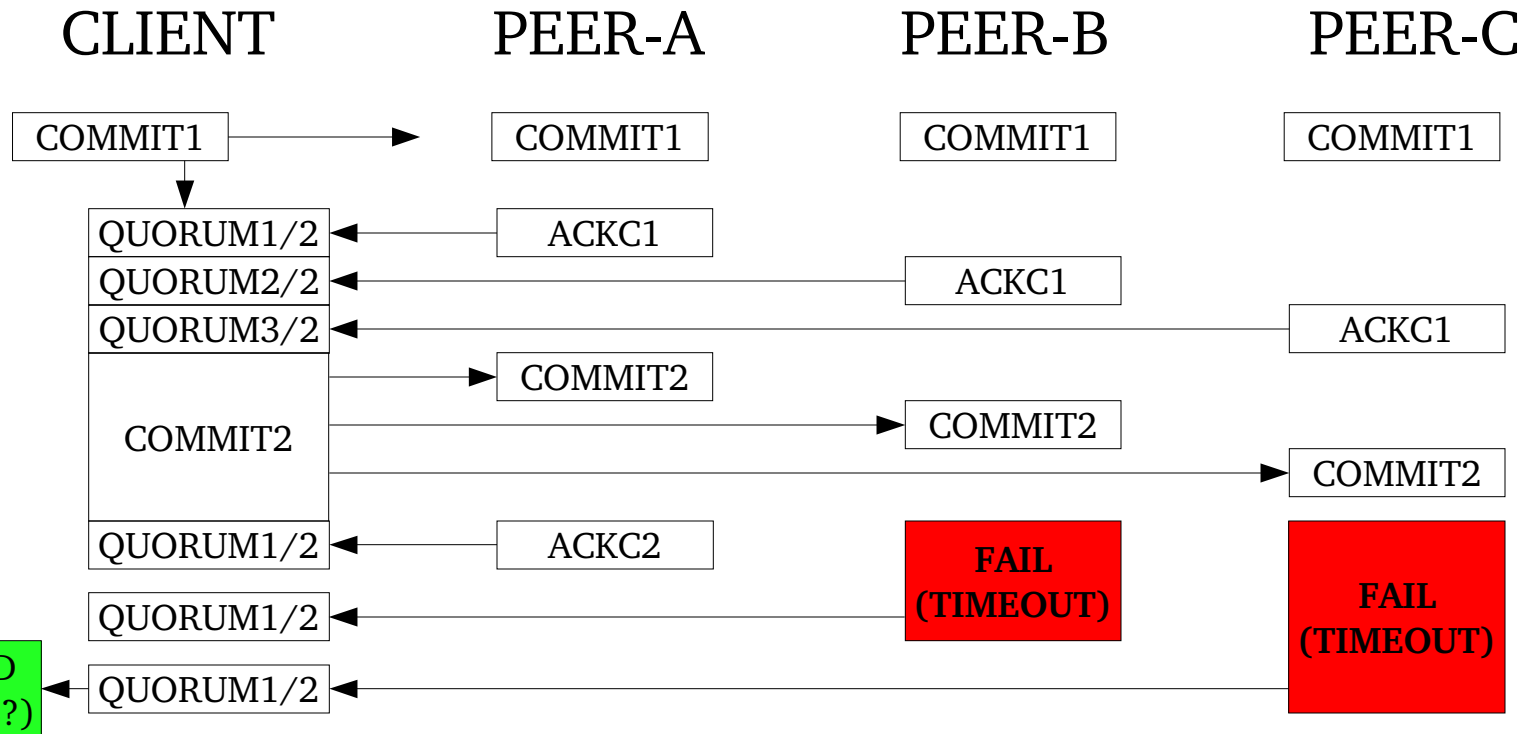 CLIENT PEER-A PEER-B PEER-C
COMMIT1 COMMIT1 COMMIT1 COMMIT1
QUORUM1/2 ACKC1
QUORUM2/2 ACKC1
QUORUM3/2 ACKC1
COMMIT2
COMMIT2
COMMIT2
COMMIT2
QUORUM1/2 ACKC2
FAIL
(TIMEOUT)
FAIL
(TIMEOUT)
QUORUM1/2
D
?)
QUORUM1/2